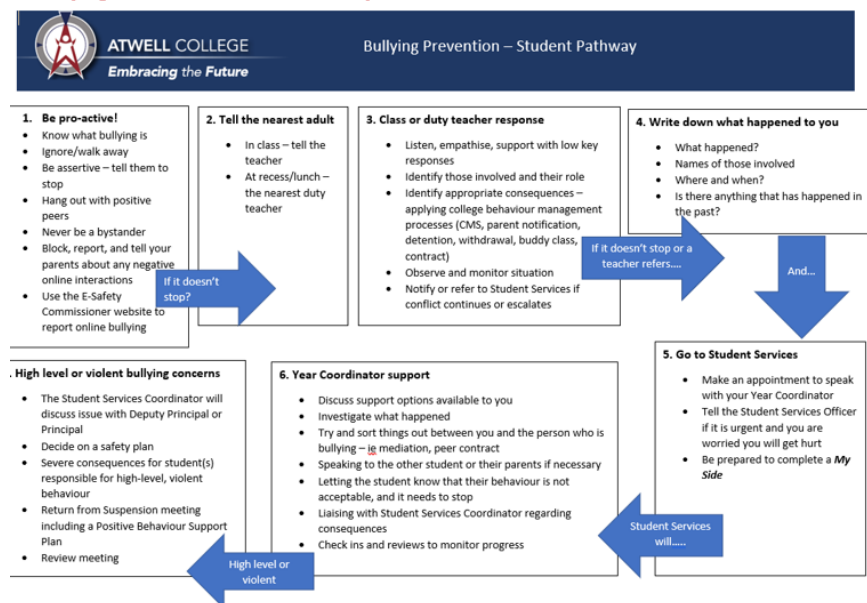 ATWELL COLLEGE
Embracing the Future
Bullying Prevention – Student Pathway
1. Be pro-active!
• Know what bullying is
• Ignore/walk away
• Be assertive – tell them to
stop
• Hang out with positive
peers
• Never be a bystander
• Block, report, and tell your
parents about any negative
online interactions
• Use the E-Safety
Commissioner website to
report online bullying
If it doesn't
stop?
2. Tell the nearest adult
• In class – tell the
teacher
• At recess/lunch –
the nearest duty
teacher
3. Class or duty teacher response
• Listen, empathise, support with low key
responses
• Identify those involved and their role
• Identify appropriate consequences –
applying college behaviour management
processes (CMS, parent notification,
detention, withdrawal, buddy class,
contract)
• Observe and monitor situation
• Notify or refer to Student Services if
conflict continues or escalates
If it doesn't stop or a
teacher refers....
4. Write down what happened to you
• What happened?
• Names of those involved
• Where and when?
• Is there anything that has happened in
the past?
And...
5. Go to Student Services
• Make an appointment to speak
with your Year Coordinator
• Tell the Student Services Officer
if it is urgent and you are
worried you will get hurt
• Be prepared to complete a My
Side
Student Services
will.....
6. Year Coordinator support
• Discuss support options available to you
• Investigate what happened
• Try and sort things out between you and the person who is
bullying – ie mediation, peer contract
• Speaking to the other student or their parents if necessary
• Letting the student know that their behaviour is not
acceptable, and it needs to stop
• Liaising with Student Services Coordinator regarding
consequences
• Check ins and reviews to monitor progress
High level or
violent
High level or violent bullying concerns
• The Student Services Coordinator will
discuss issue with Deputy Principal or
Principal
• Decide on a safety plan
• Severe consequences for student(s)
responsible for high-level, violent
behaviour
• Return from Suspension meeting
including a Positive Behaviour Support
Plan
• Review meeting